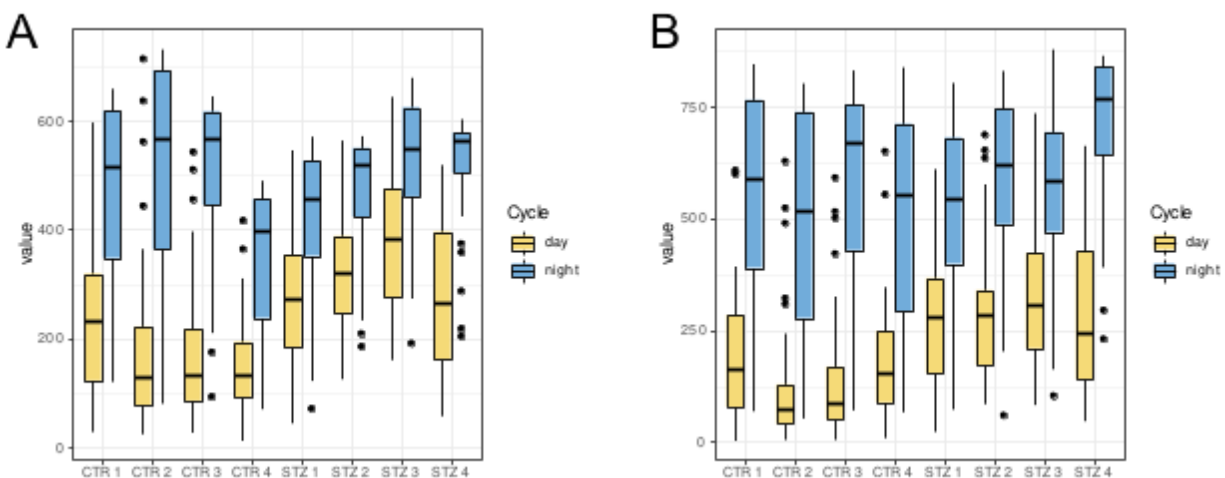 A
value
600
400
200
0
CTR 1 CTR 2 CTR 3 CTR 4 STZ 1 STZ 2 STZ 3 STZ 4
Cycle
day
night
B
value
750
500
250
0
CTR 1 CTR 2 CTR 3 CTR 4 STZ 1 STZ 2 STZ 3 STZ 4
Cycle
day
night